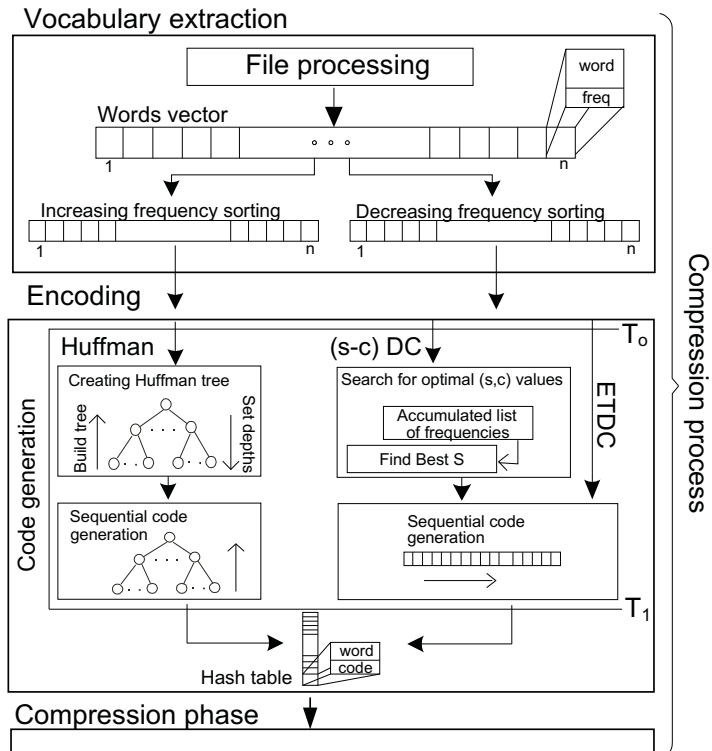 Vocabulary extraction
File processing
word
freq
Words vector
1
n
Increasing frequency sorting
1
n
Decreasing frequency sorting
1
n
Compression process
Encoding
Code generation
T₀
Huffman
Creating Huffman tree
Build tree
Set depths
Sequential code
generation
(s-c) DC
Search for optimal (s,c) values
Accumulated list
of frequencies
Find Best S
ETDC
Sequential code
generation
T₁
Hash table
word
code
Compression phase